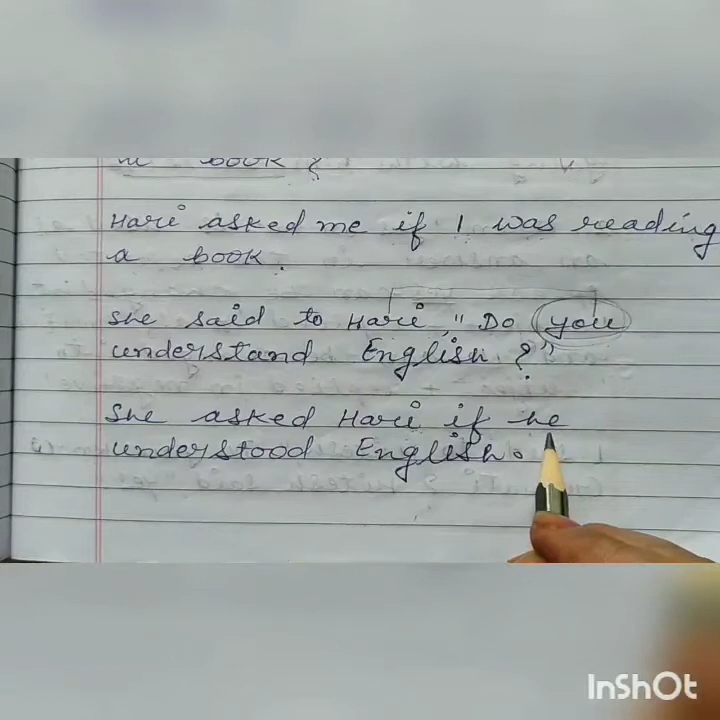 book ?
Hari asked me if I was reading
a book.
She said to Hari, "Do you
understand English ?"
She asked Hari if he
understood English.
InShOt